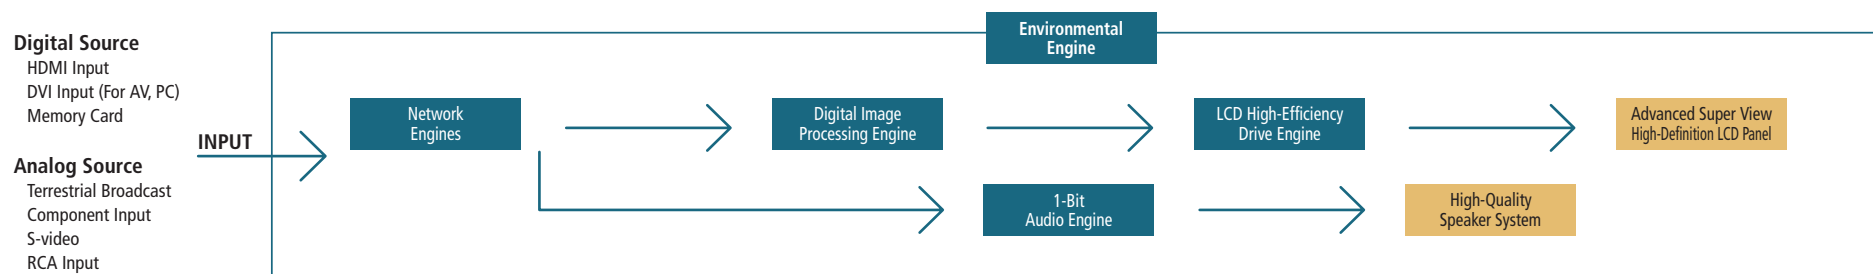 Digital Source
HDMI Input
DVI Input (For AV, PC)
Memory Card
Analog Source
Terrestrial Broadcast
Component Input
S-video
RCA Input
INPUT
Environmental
Engine
Network
Engines
Digital Image
Processing Engine
LCD High-Efficiency
Drive Engine
Advanced Super View
High-Definition LCD Panel
1-Bit
Audio Engine
High-Quality
Speaker System